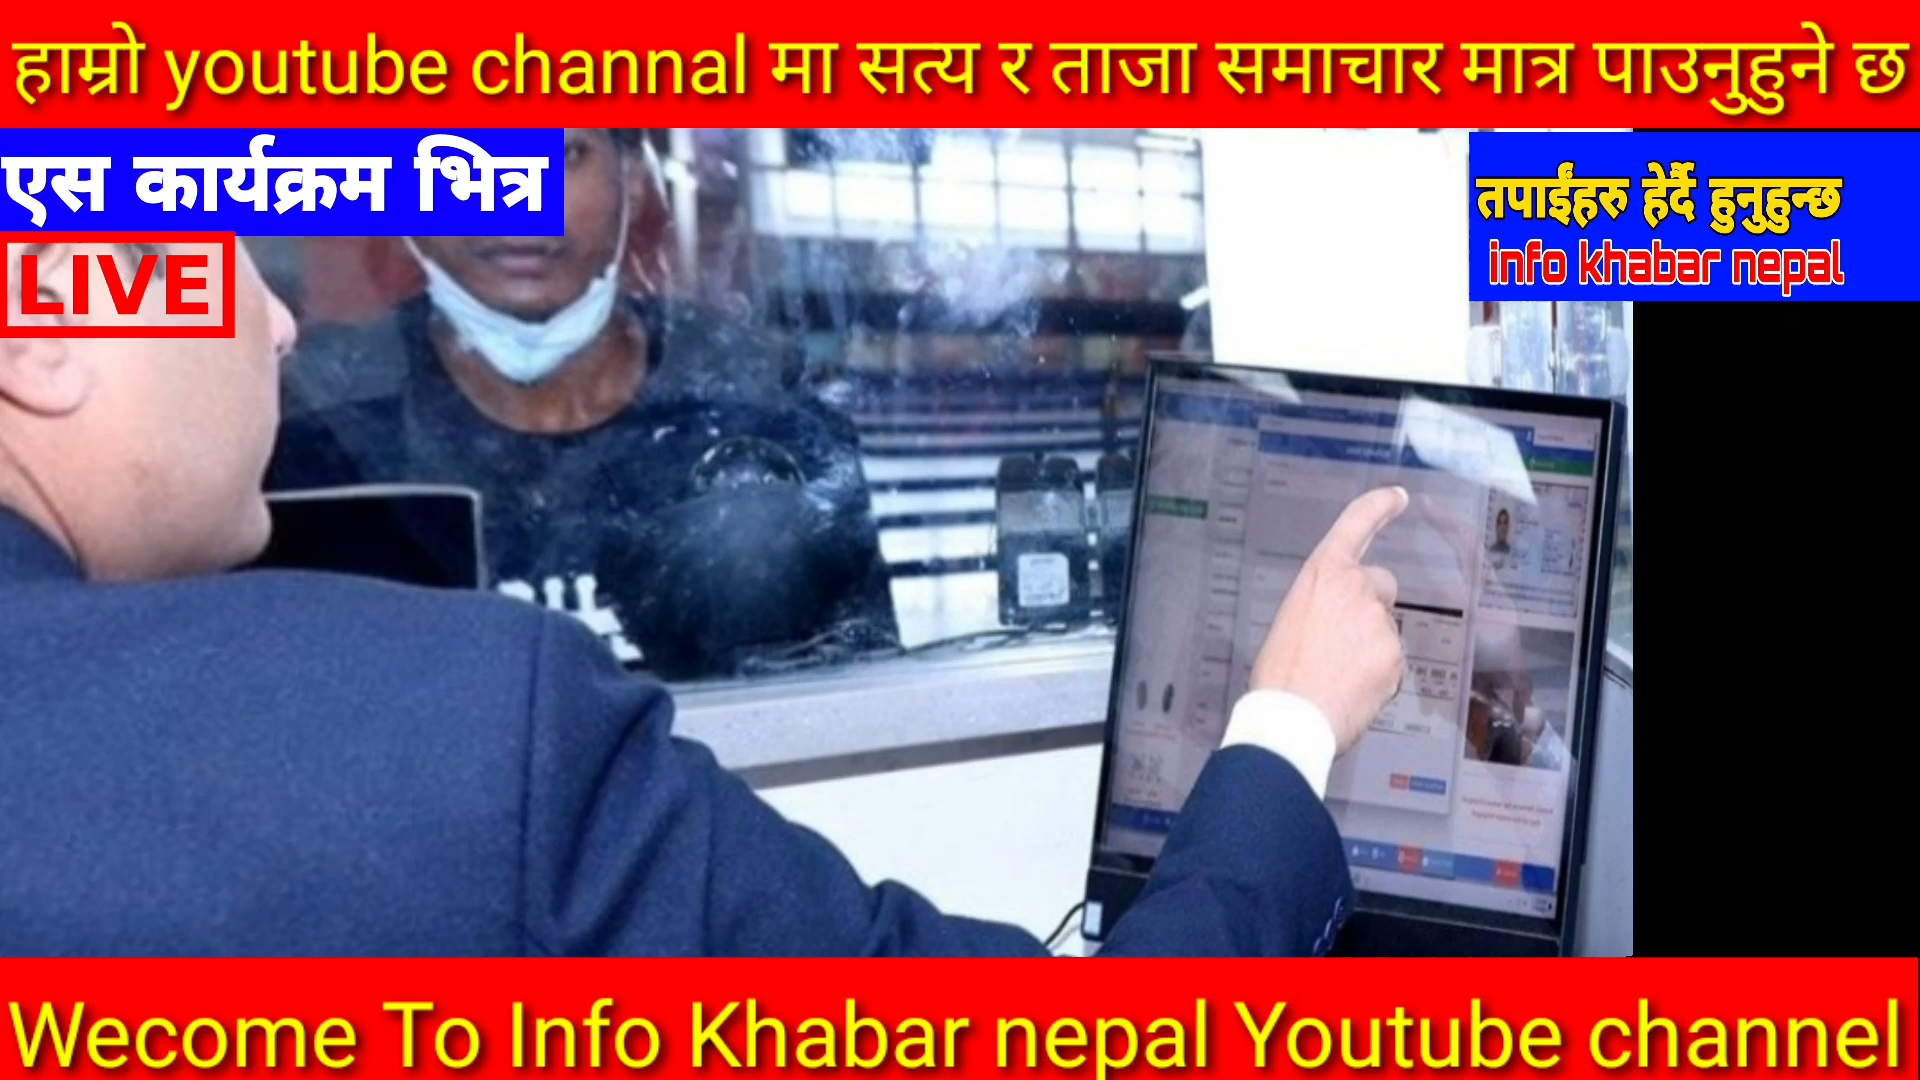 हाम्रो youtube channal मा सत्य र ताजा समाचार मात्र पाउनुहुने छ
एस कार्यक्रम भित्र
LIVE
तपाईंहरु हेर्दै हुनुहुन्छ
info khabar nepal
Wecome To Info Khabar nepal Youtube channel